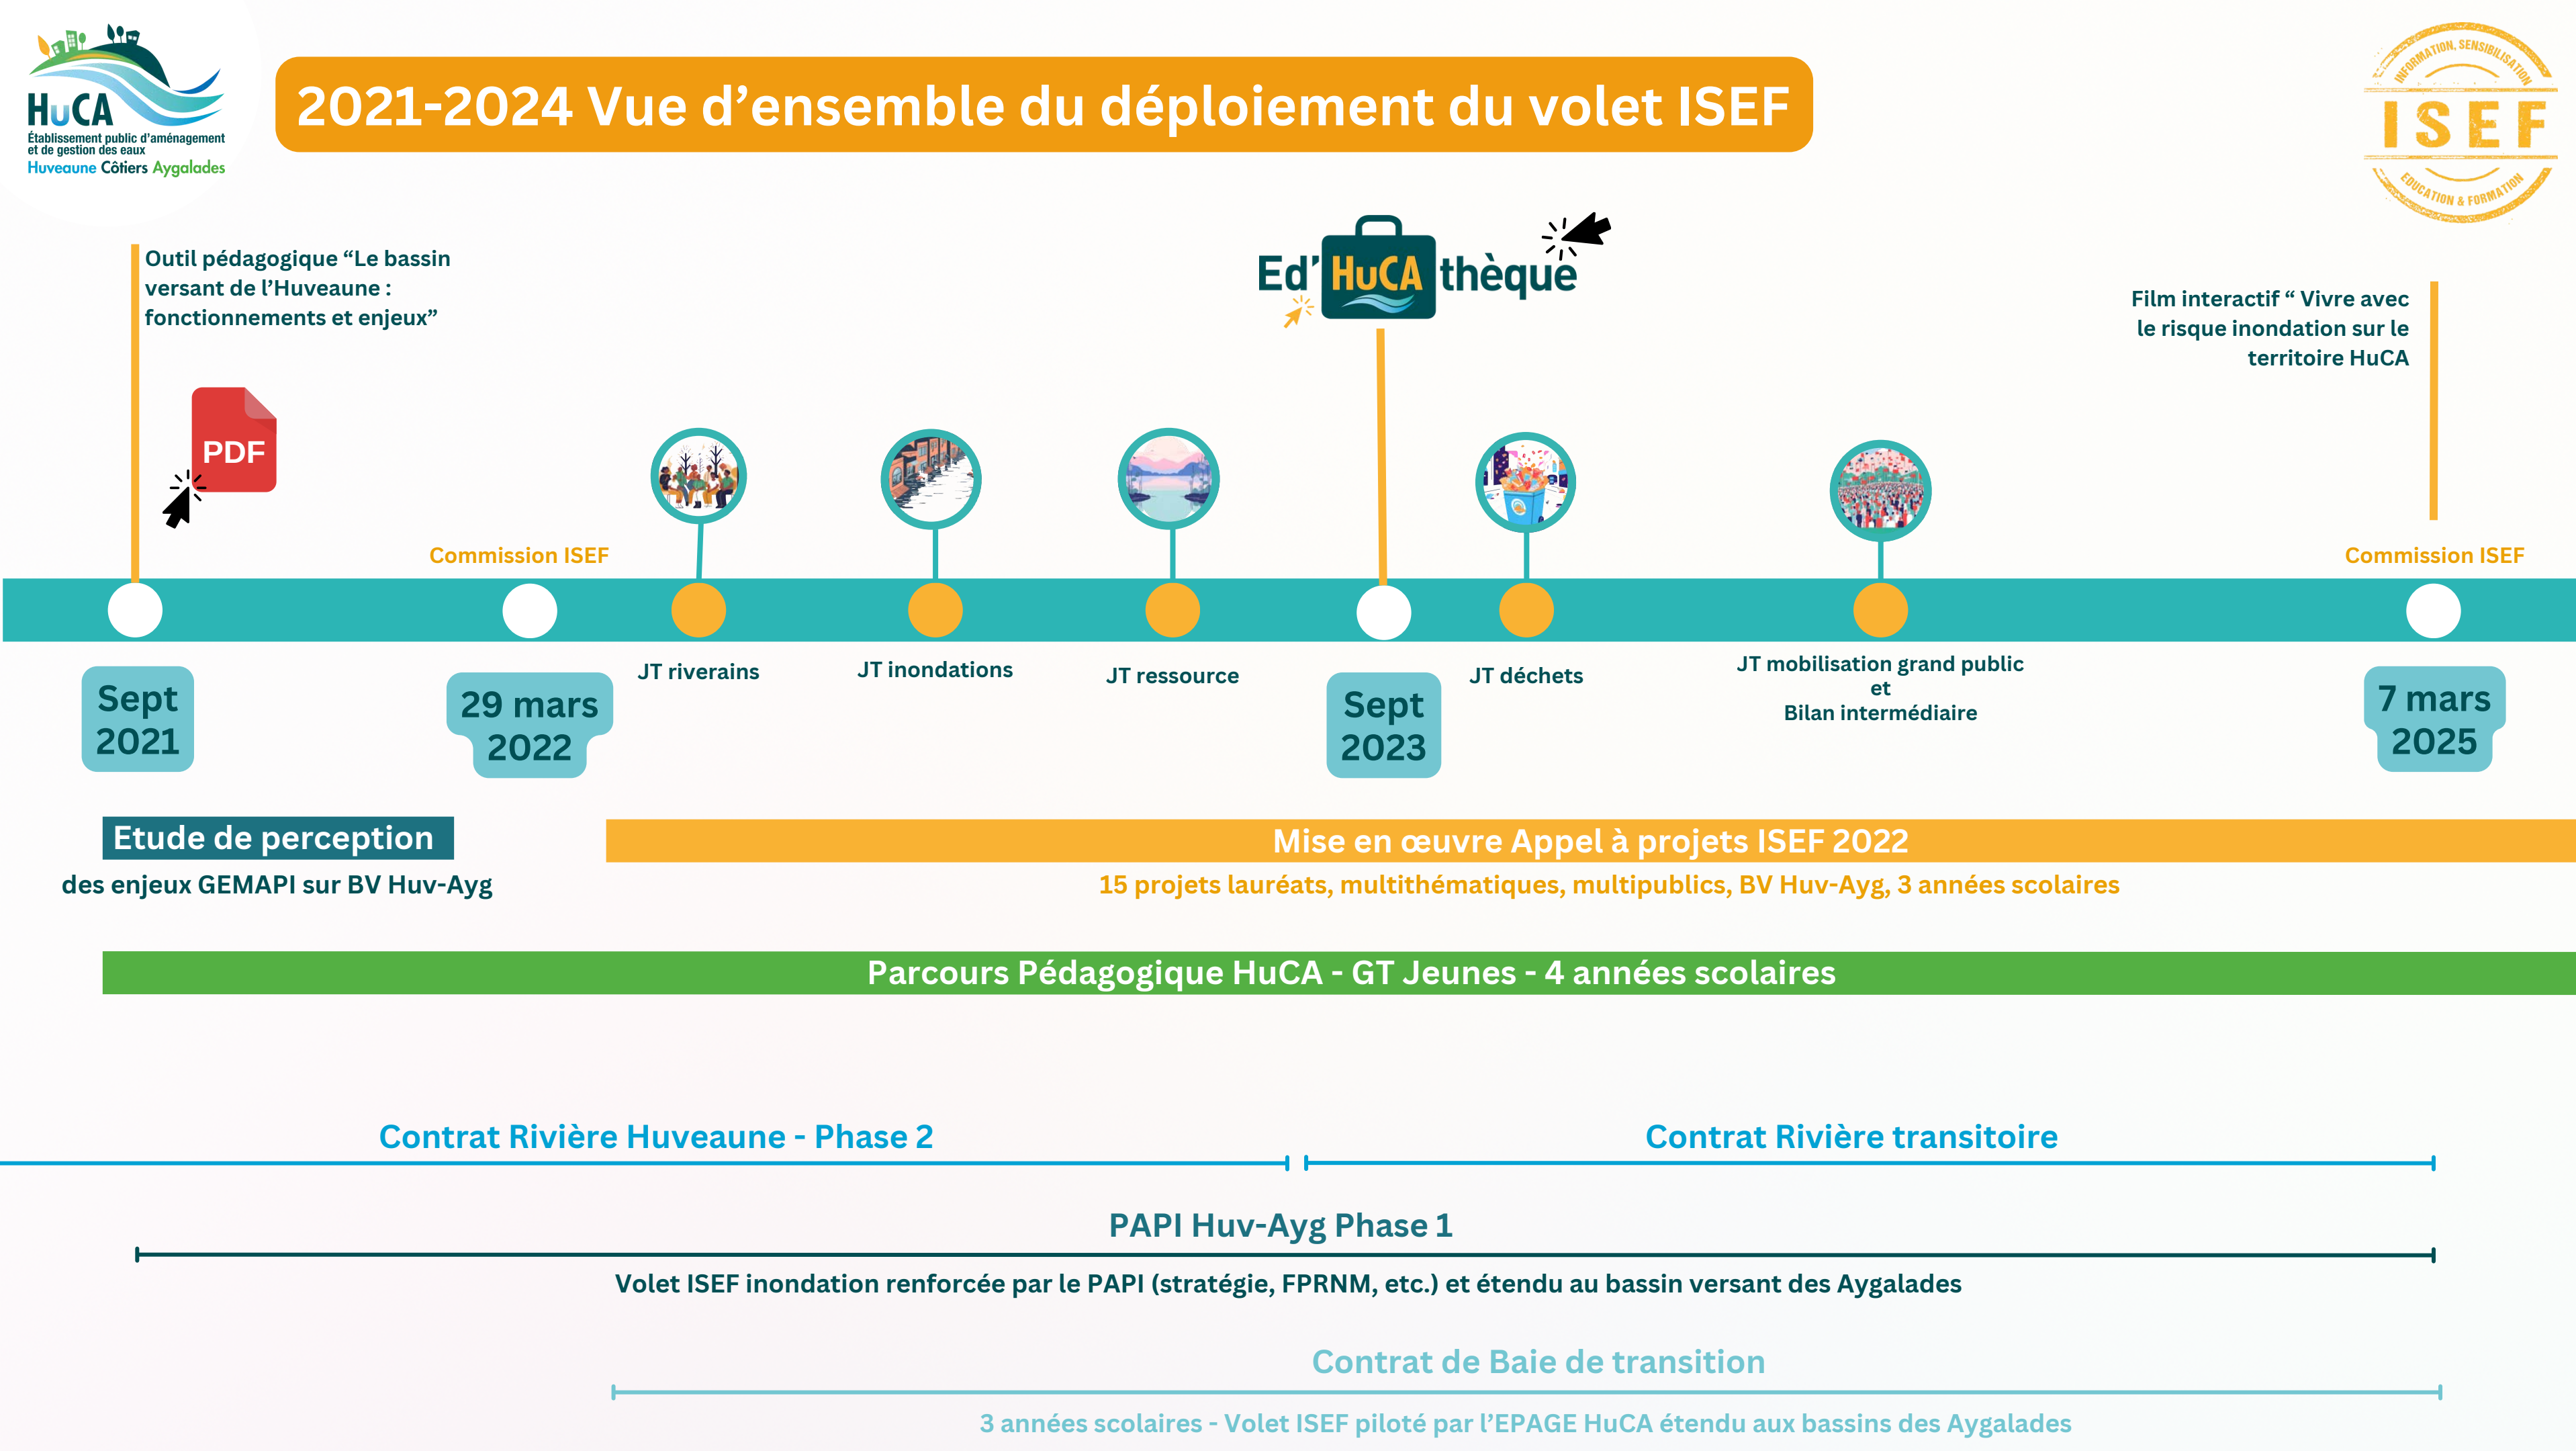 HuCA
Établissement public d'aménagement
et de gestion des eaux
Huveaune Côtiers Aygalades
2021-2024 Vue d'ensemble du déploiement du volet ISEF
INFORMATION, SENSIBILISATION
ISEF
EDUCATION & FORMATION
Outil pédagogique “Le bassin
versant de l'Huveaune :
fonctionnements et enjeux”
PDF
Ed' HuCA thèque
Film interactif “ Vivre avec
le risque inondation sur le
territoire HuCA
Commission ISEF
Commission ISEF
Sept
2021
29 mars
2022
JT riverains
JT inondations
JT ressource
Sept
2023
JT déchets
JT mobilisation grand public
et
Bilan intermédiaire
7 mars
2025
Etude de perception
des enjeux GEMAPI sur BV Huv-Ayg
Mise en œuvre Appel à projets ISEF 2022
15 projets lauréats, multithématiques, multipublics, BV Huv-Ayg, 3 années scolaires
Parcours Pédagogique HuCA - GT Jeunes - 4 années scolaires
Contrat Rivière Huveaune - Phase 2
Contrat Rivière transitoire
PAPI Huv-Ayg Phase 1
Volet ISEF inondation renforcée par le PAPI (stratégie, FPRNM, etc.) et étendu au bassin versant des Aygalades
Contrat de Baie de transition
3 années scolaires - Volet ISEF piloté par l'EPAGE HuCA étendu aux bassins des Aygalades